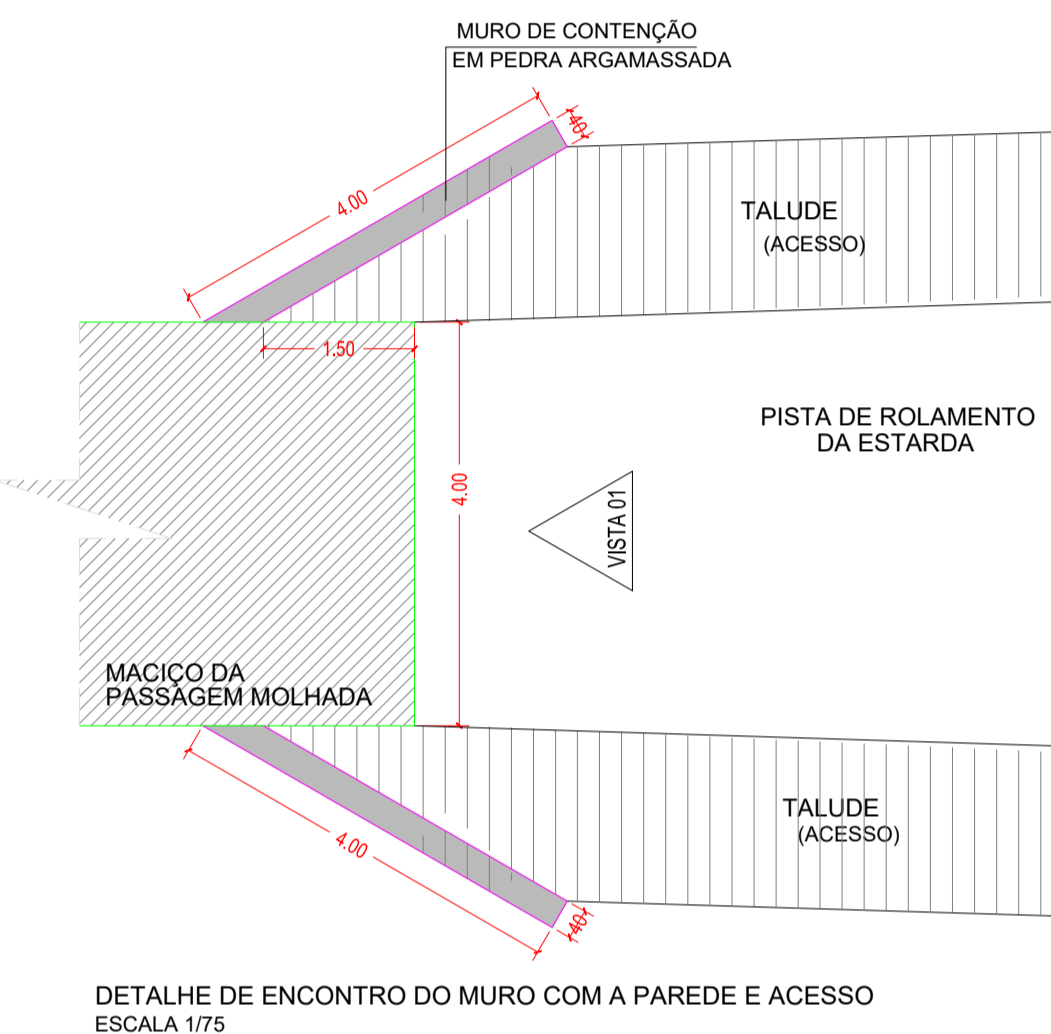 MURO DE CONTENÇÃO
EM PEDRA ARGAMASSADA
.40
4.00
TALUDE
(ACESSO)
1.50
PISTA DE ROLAMENTO
DA ESTARDA
4.00
VISTA 01
MACIÇO DA
PASSAGEM MOLHADA
TALUDE
(ACESSO)
4.00
.40
DETALHE DE ENCONTRO DO MURO COM A PAREDE E ACESSO
ESCALA 1/75